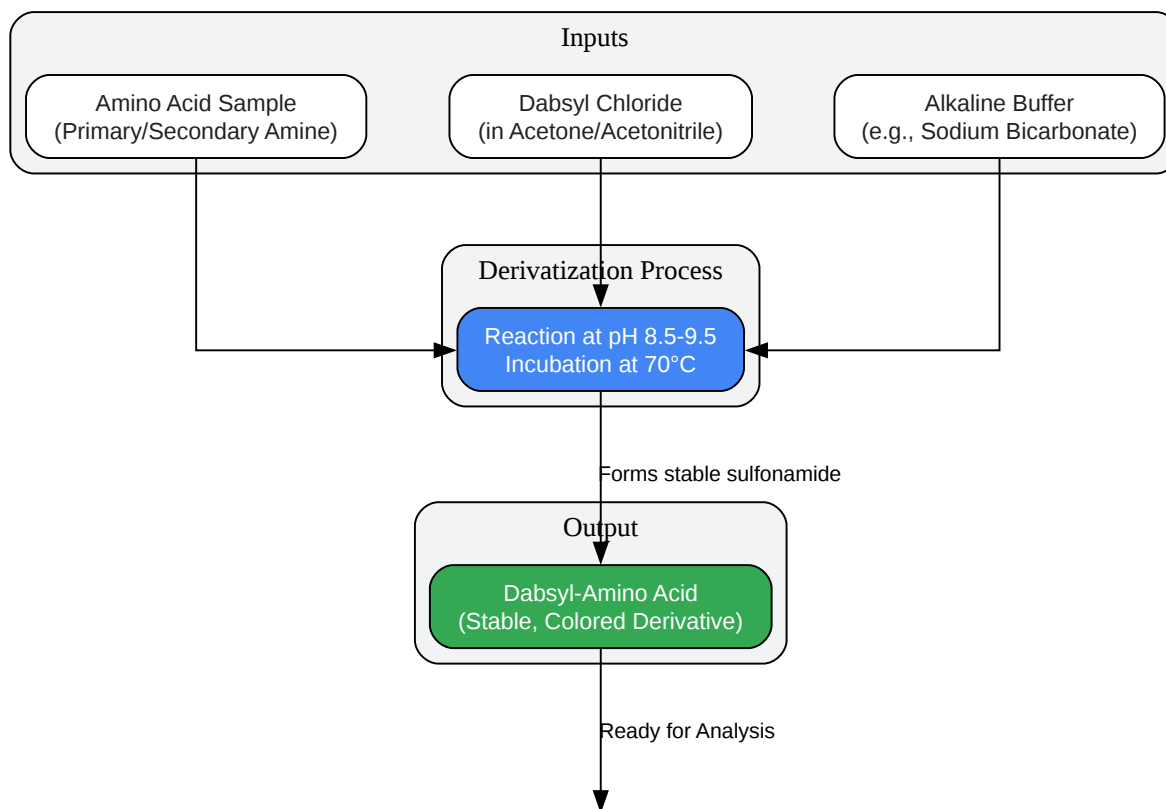 Inputs
Amino Acid Sample
(Primary/Secondary Amine)
Dabsyl Chloride
(in Acetone/Acetonitrile)
Alkaline Buffer
(e.g., Sodium Bicarbonate)
Derivatization Process
Reaction at pH 8.5-9.5
Incubation at 70°C
Forms stable sulfonamide
Output
Dabsyl-Amino Acid
(Stable, Colored Derivative)
Ready for Analysis